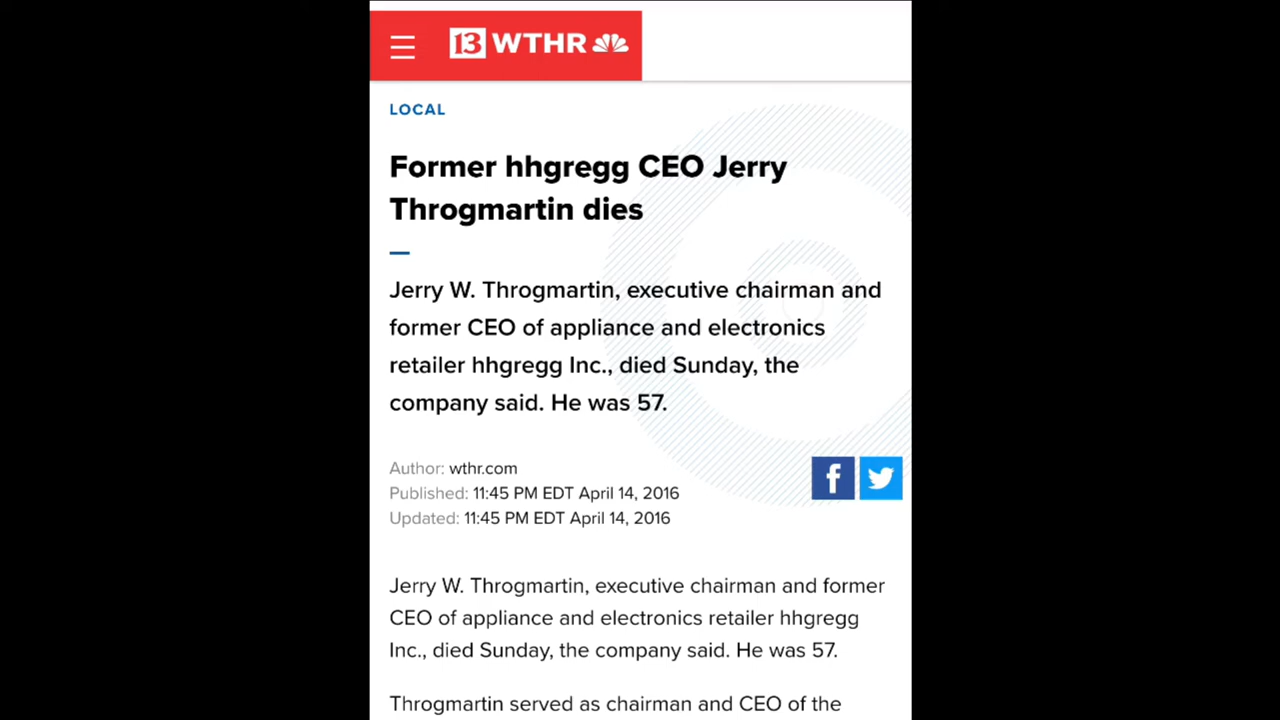 13 WTHR
LOCAL
Former hhgregg CEO Jerry
Throgmartin dies
Jerry W. Throgmartin, executive chairman and
former CEO of appliance and electronics
retailer hhgregg Inc., died Sunday, the
company said. He was 57.
Author: wthr.com
Published: 11:45 PM EDT April 14, 2016
Updated: 11:45 PM EDT April 14, 2016
Jerry W. Throgmartin, executive chairman and former
CEO of appliance and electronics retailer hhgregg
Inc., died Sunday, the company said. He was 57.
Throgmartin served as chairman and CEO of the